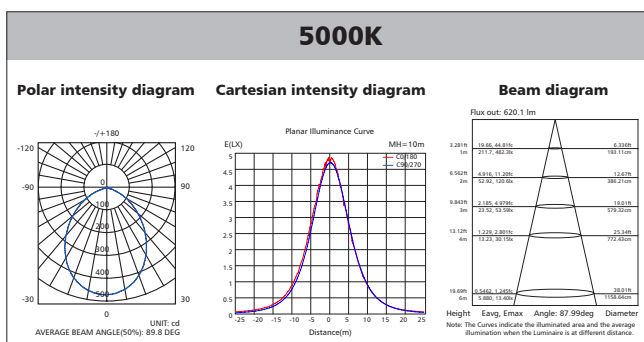 5000K
Polar intensity diagram
-/+180
-120
120
-90
90
0
100
200
300
400
500
-30
30
0
UNIT: cd
AVERAGE BEAM ANGLE(50%): 89.8 DEG
Cartesian intensity diagram
Planar Illuminance Curve
E(LX)
MH=10m
C0/180
C90/270
5
4.5
4
3.5
3
2.5
2
1.5
1
0.5
0
-25 -20 -15 -10 -5 0 5 10 15 20 25
Distance(m)
Beam diagram
Flux out: 620.1 lm
3.281ft 19.66, 44.81fc 6.336ft
1m 211.7, 482.3lx 193.11cm
6.562ft 4.916, 11.20fc 12.67ft
2m 52.92, 120.6lx 386.21cm
9.843ft 2.185, 4.979fc 19.01ft
3m 23.52, 53.59lx 579.32cm
13.12ft 1.229, 2.801fc 25.34ft
4m 13.23, 30.15lx 772.43cm
19.69ft 0.5462, 1.245fc 38.01ft
6m 5.880, 13.40lx 1158.64cm
Height Eavg, Emax Angle: 87.99deg Diameter
Note: The Curves indicate the illuminated area and the average
illumination when the Luminaire is at different distance.